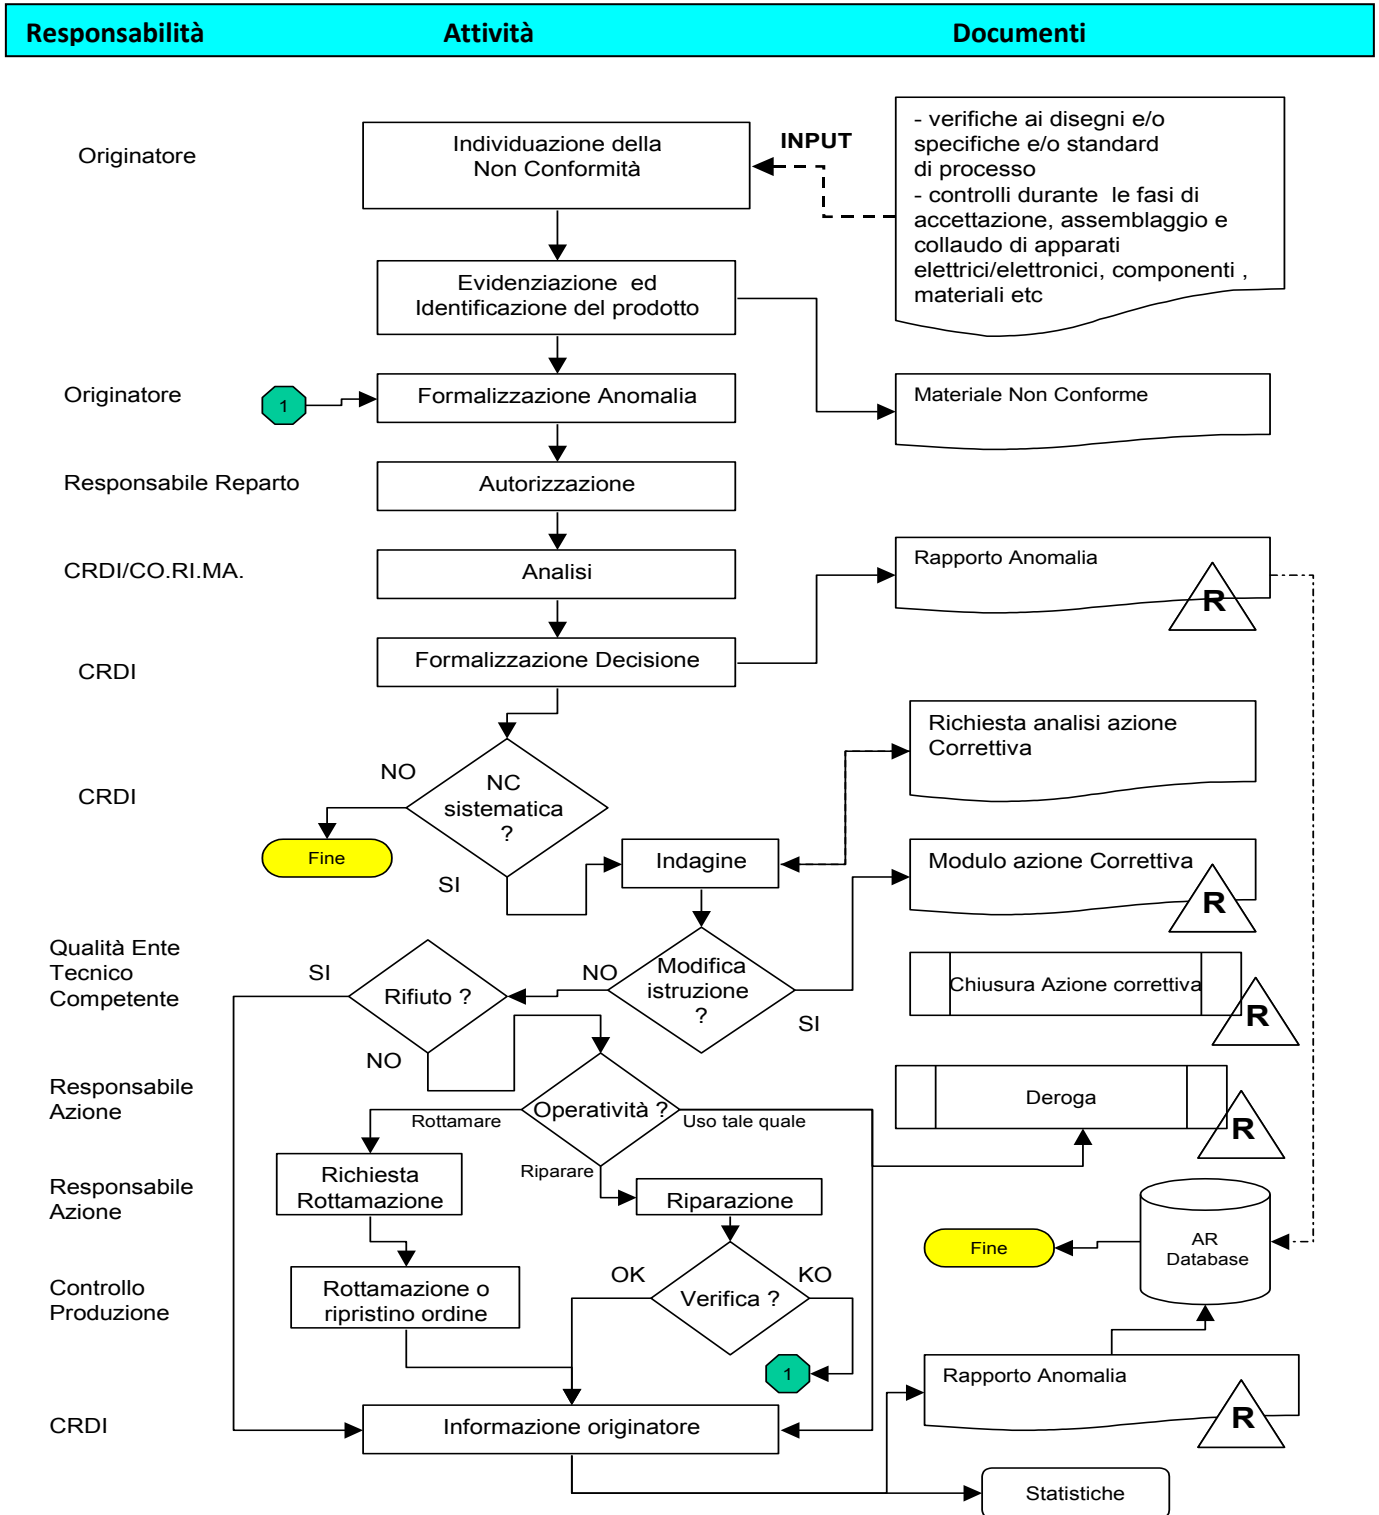 Responsabilità Attività Documenti
Originatore
Individuazione della
Non Conformità
INPUT
- verifiche ai disegni e/o
specifiche e/o standard
di processo
- controlli durante le fasi di
accettazione, assemblaggio e
collaudo di apparati
elettrici/elettronici, componenti ,
materiali etc
Evidenziazione ed
Identificazione del prodotto
Originatore
1
Formalizzazione Anomalia
Materiale Non Conforme
Responsabile Reparto
Autorizzazione
CRDI/CO.RI.MA.
Analisi
Rapporto Anomalia
R
CRDI
Formalizzazione Decisione
Richiesta analisi azione
Correttiva
CRDI
NO
NC
sistematica
?
Fine
SI
Indagine
Modulo azione Correttiva
R
Qualità Ente
Tecnico
Competente
SI
Rifiuto ?
NO
NO
Modifica
istruzione
?
SI
Chiusura Azione correttiva
R
Responsabile
Azione
Rottamare
Operatività ?
Uso tale quale
Riparare
Deroga
R
Responsabile
Azione
Richiesta
Rottamazione
Riparazione
Fine
AR
Database
Controllo
Produzione
Rottamazione o
ripristino ordine
OK
Verifica ?
KO
1
Rapporto Anomalia
R
CRDI
Informazione originatore
Statistiche